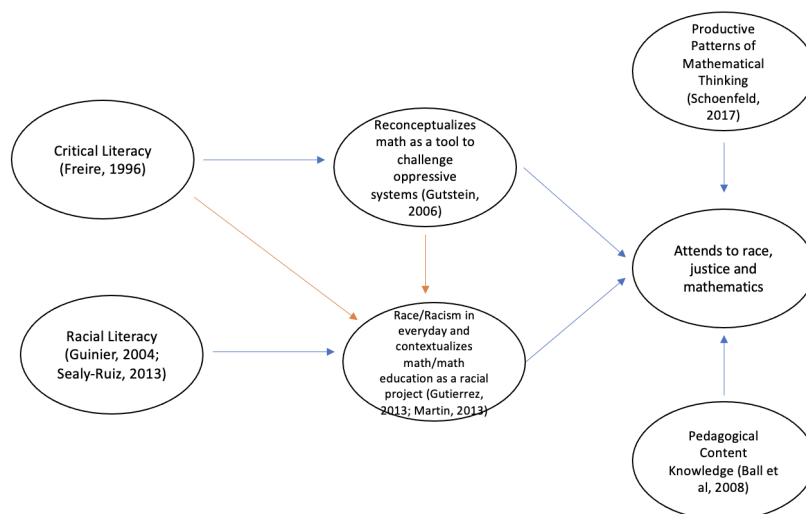 Productive
Patterns of
Mathematical
Thinking
(Schoenfeld,
2017)
Critical Literacy
(Freire, 1996)
Reconceptualizes
math as a tool to
challenge
oppressive
systems (Gutstein,
2006)
Attends to race,
justice and
mathematics
Racial Literacy
(Guinier, 2004;
Sealy-Ruiz, 2013)
Race/Racism in
everyday and
contextualizes
math/math
education as a racial
project (Gutierrez,
2013; Martin, 2013)
Pedagogical
Content
Knowledge (Ball et
al, 2008)